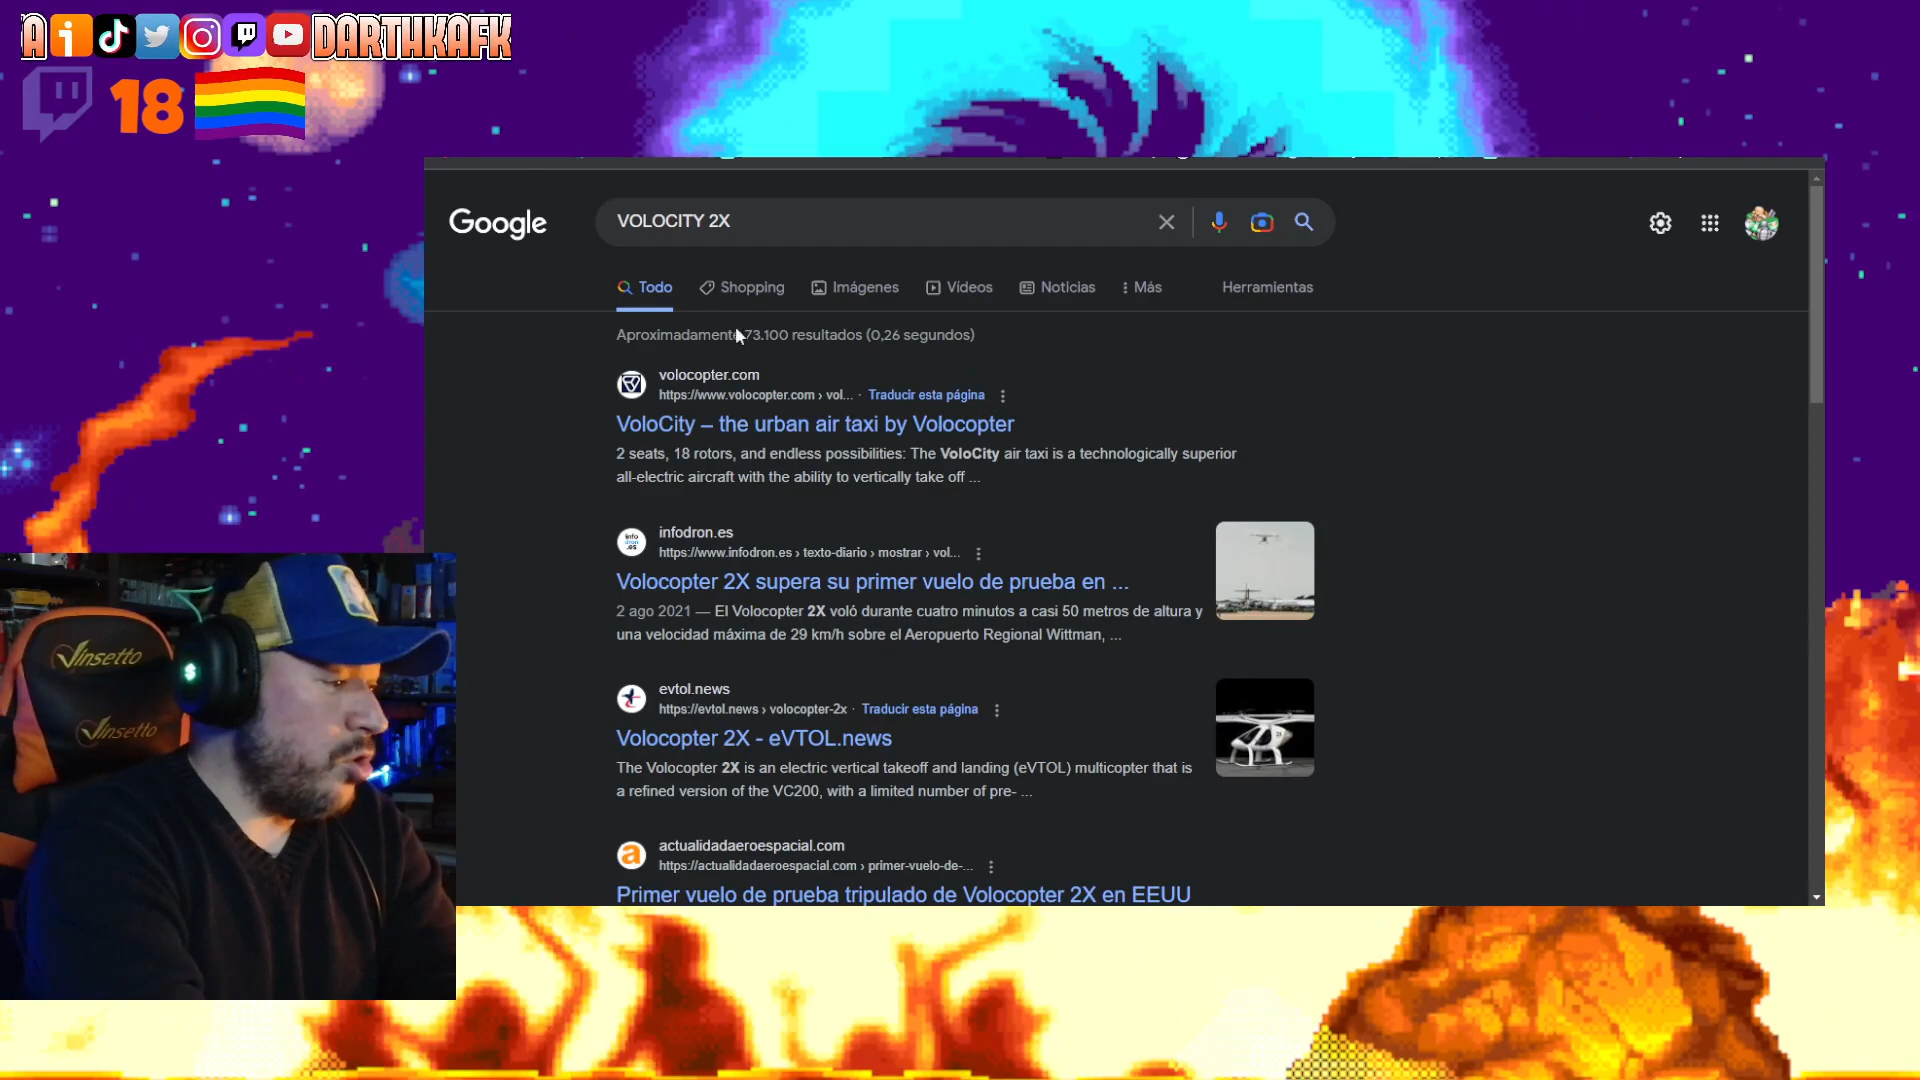 Ai DARTHKAFK
18
Google
VOLOCITY 2X
Todo
Shopping
Imágenes
Vídeos
Noticias
Más
Herramientas
Aproximadamente 73.100 resultados (0,26 segundos)
volocopter.com
https://www.volocopter.com › vol... · Traducir esta página
VoloCity – the urban air taxi by Volocopter
2 seats, 18 rotors, and endless possibilities: The VoloCity air taxi is a technologically superior
all-electric aircraft with the ability to vertically take off ...
info dron .es
infodron.es
https://www.infodron.es › texto-diario › mostrar › vol...
Volocopter 2X supera su primer vuelo de prueba en ...
2 ago 2021 — El Volocopter 2X voló durante cuatro minutos a casi 50 metros de altura y
una velocidad máxima de 29 km/h sobre el Aeropuerto Regional Wittman, ...
evtol.news
https://evtol.news › volocopter-2x · Traducir esta página
Volocopter 2X - eVTOL.news
The Volocopter 2X is an electric vertical takeoff and landing (eVTOL) multicopter that is
a refined version of the VC200, with a limited number of pre- ...
a
actualidadaeroespacial.com
https://actualidadaeroespacial.com › primer-vuelo-de-...
Primer vuelo de prueba tripulado de Volocopter 2X en EEUU
Vinsetto
Vinsetto